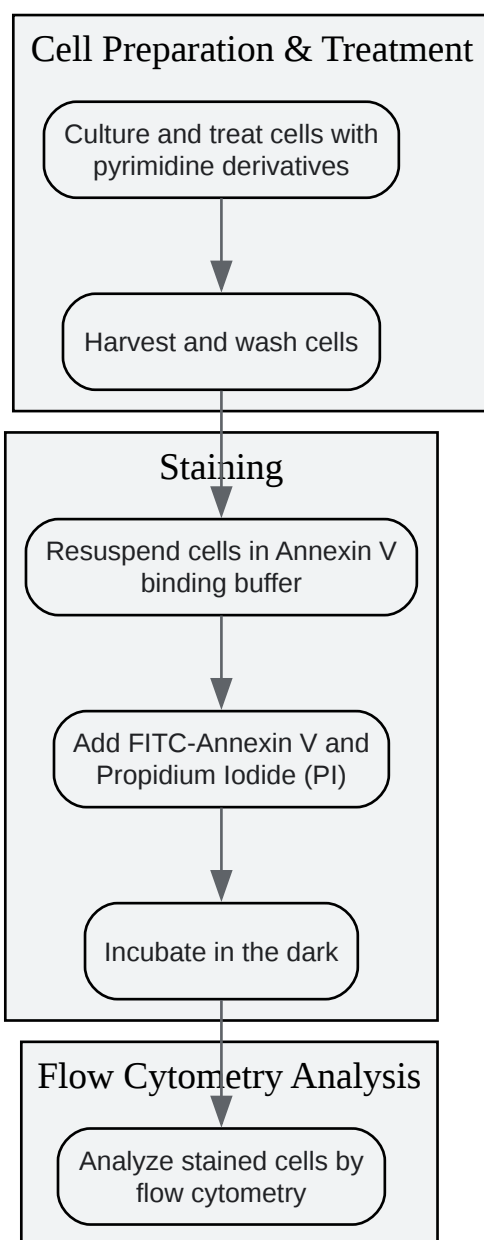 Cell Preparation & Treatment
Culture and treat cells with
pyrimidine derivatives
Harvest and wash cells
Staining
Resuspend cells in Annexin V
binding buffer
Add FITC-Annexin V and
Propidium Iodide (PI)
Incubate in the dark
Flow Cytometry Analysis
Analyze stained cells by
flow cytometry